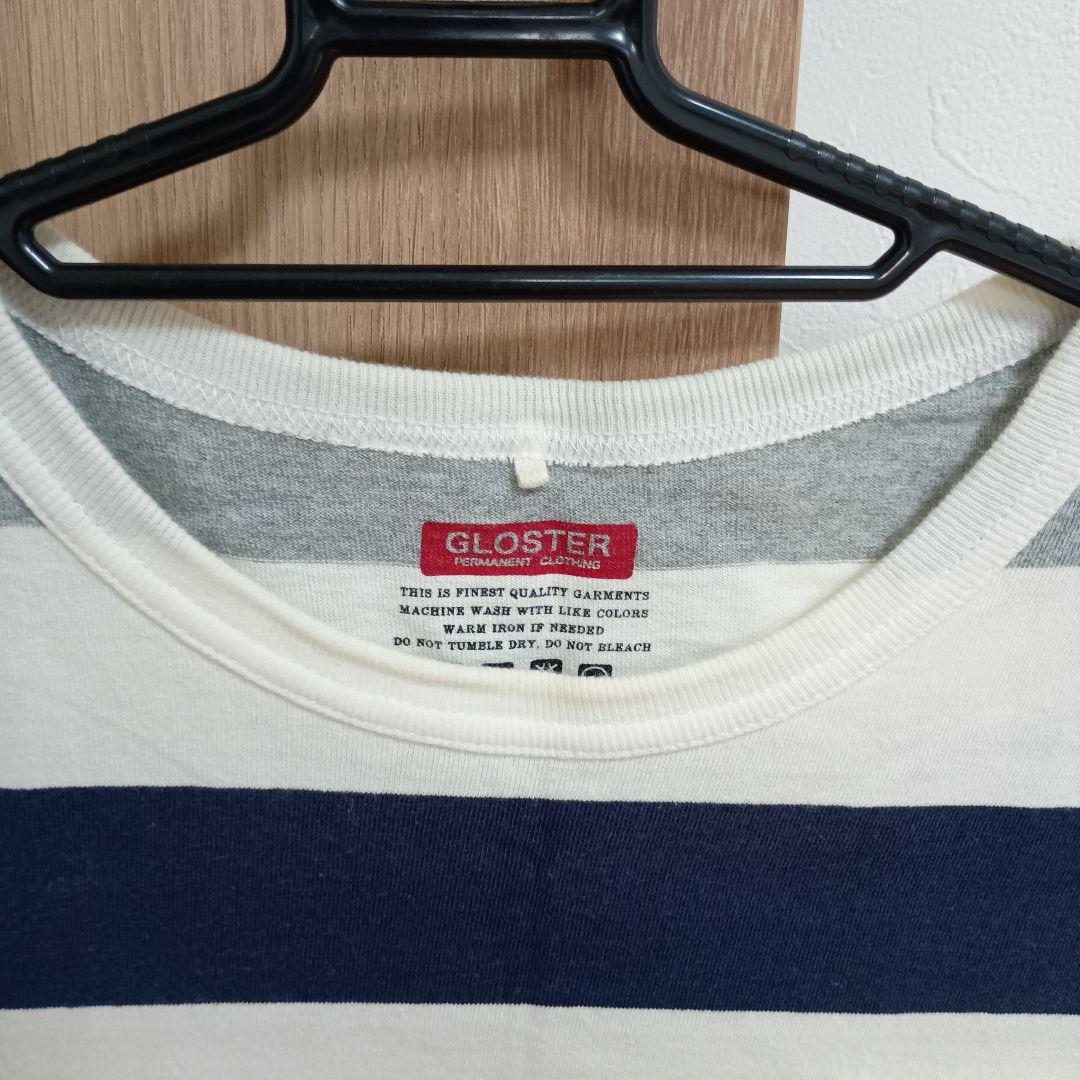 GLOSTER
PERMANENT CLOTHING
THIS IS FINEST QUALITY GARMENTS
MACHINE WASH WITH LIKE COLORS
WARM IRON IF NEEDED
DO NOT TUMBLE DRY, DO NOT BLEACH